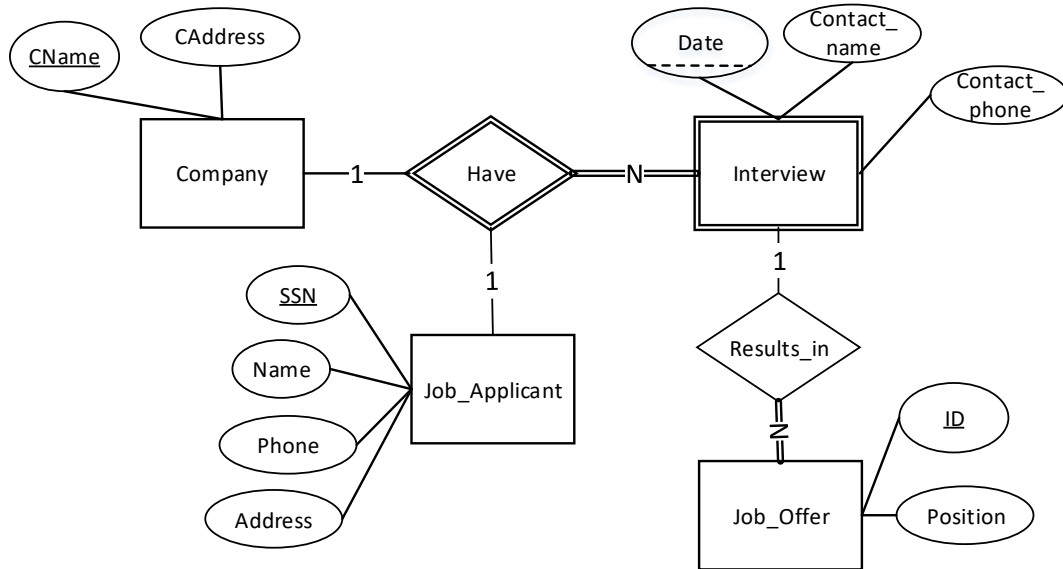 CName
CAddress
Date
Contact_
name
Contact_
phone
Company
1
Have
N
Interview
1
1
SSN
Name
Phone
Address
Job_Applicant
Results_in
N
ID
Job_Offer
Position